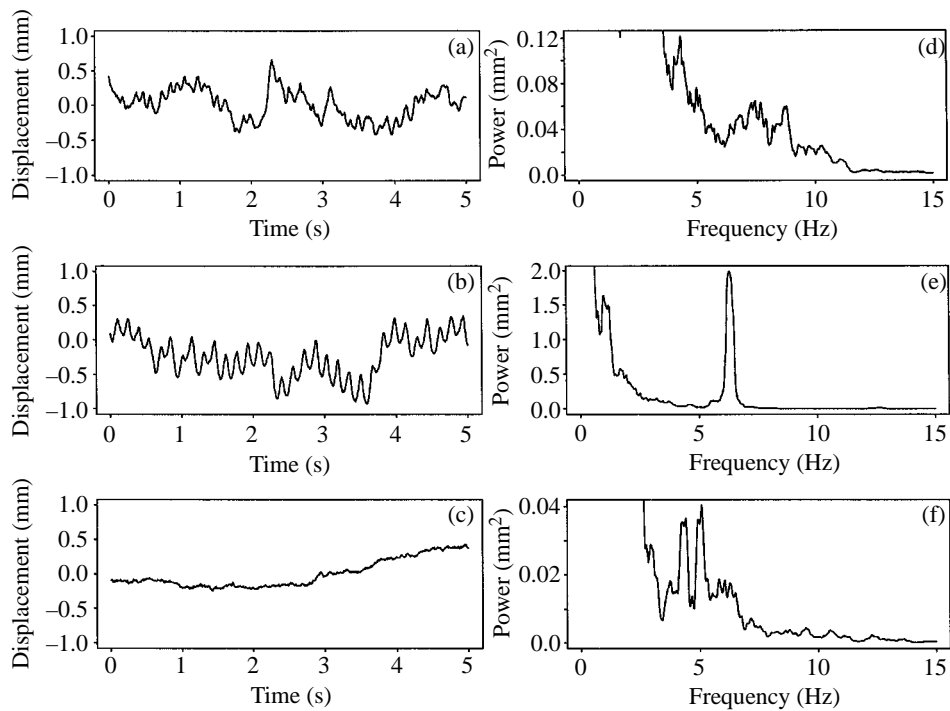 Displacement (mm)
1.0
0.5
0.0
–0.5
–1.0
(a)
0 1 2 3 4 5
Time (s)
Power (mm2)
0.12
0.08
0.04
0.0
(d)
0 5 10 15
Frequency (Hz)
Displacement (mm)
1.0
0.5
0.0
–0.5
–1.0
(b)
0 1 2 3 4 5
Time (s)
Power (mm2)
2.0
1.5
1.0
0.5
0.0
(e)
0 5 10 15
Frequency (Hz)
Displacement (mm)
1.0
0.5
0.0
–0.5
–1.0
(c)
0 1 2 3 4 5
Time (s)
Power (mm2)
0.04
0.02
0.0
(f)
0 5 10 15
Frequency (Hz)